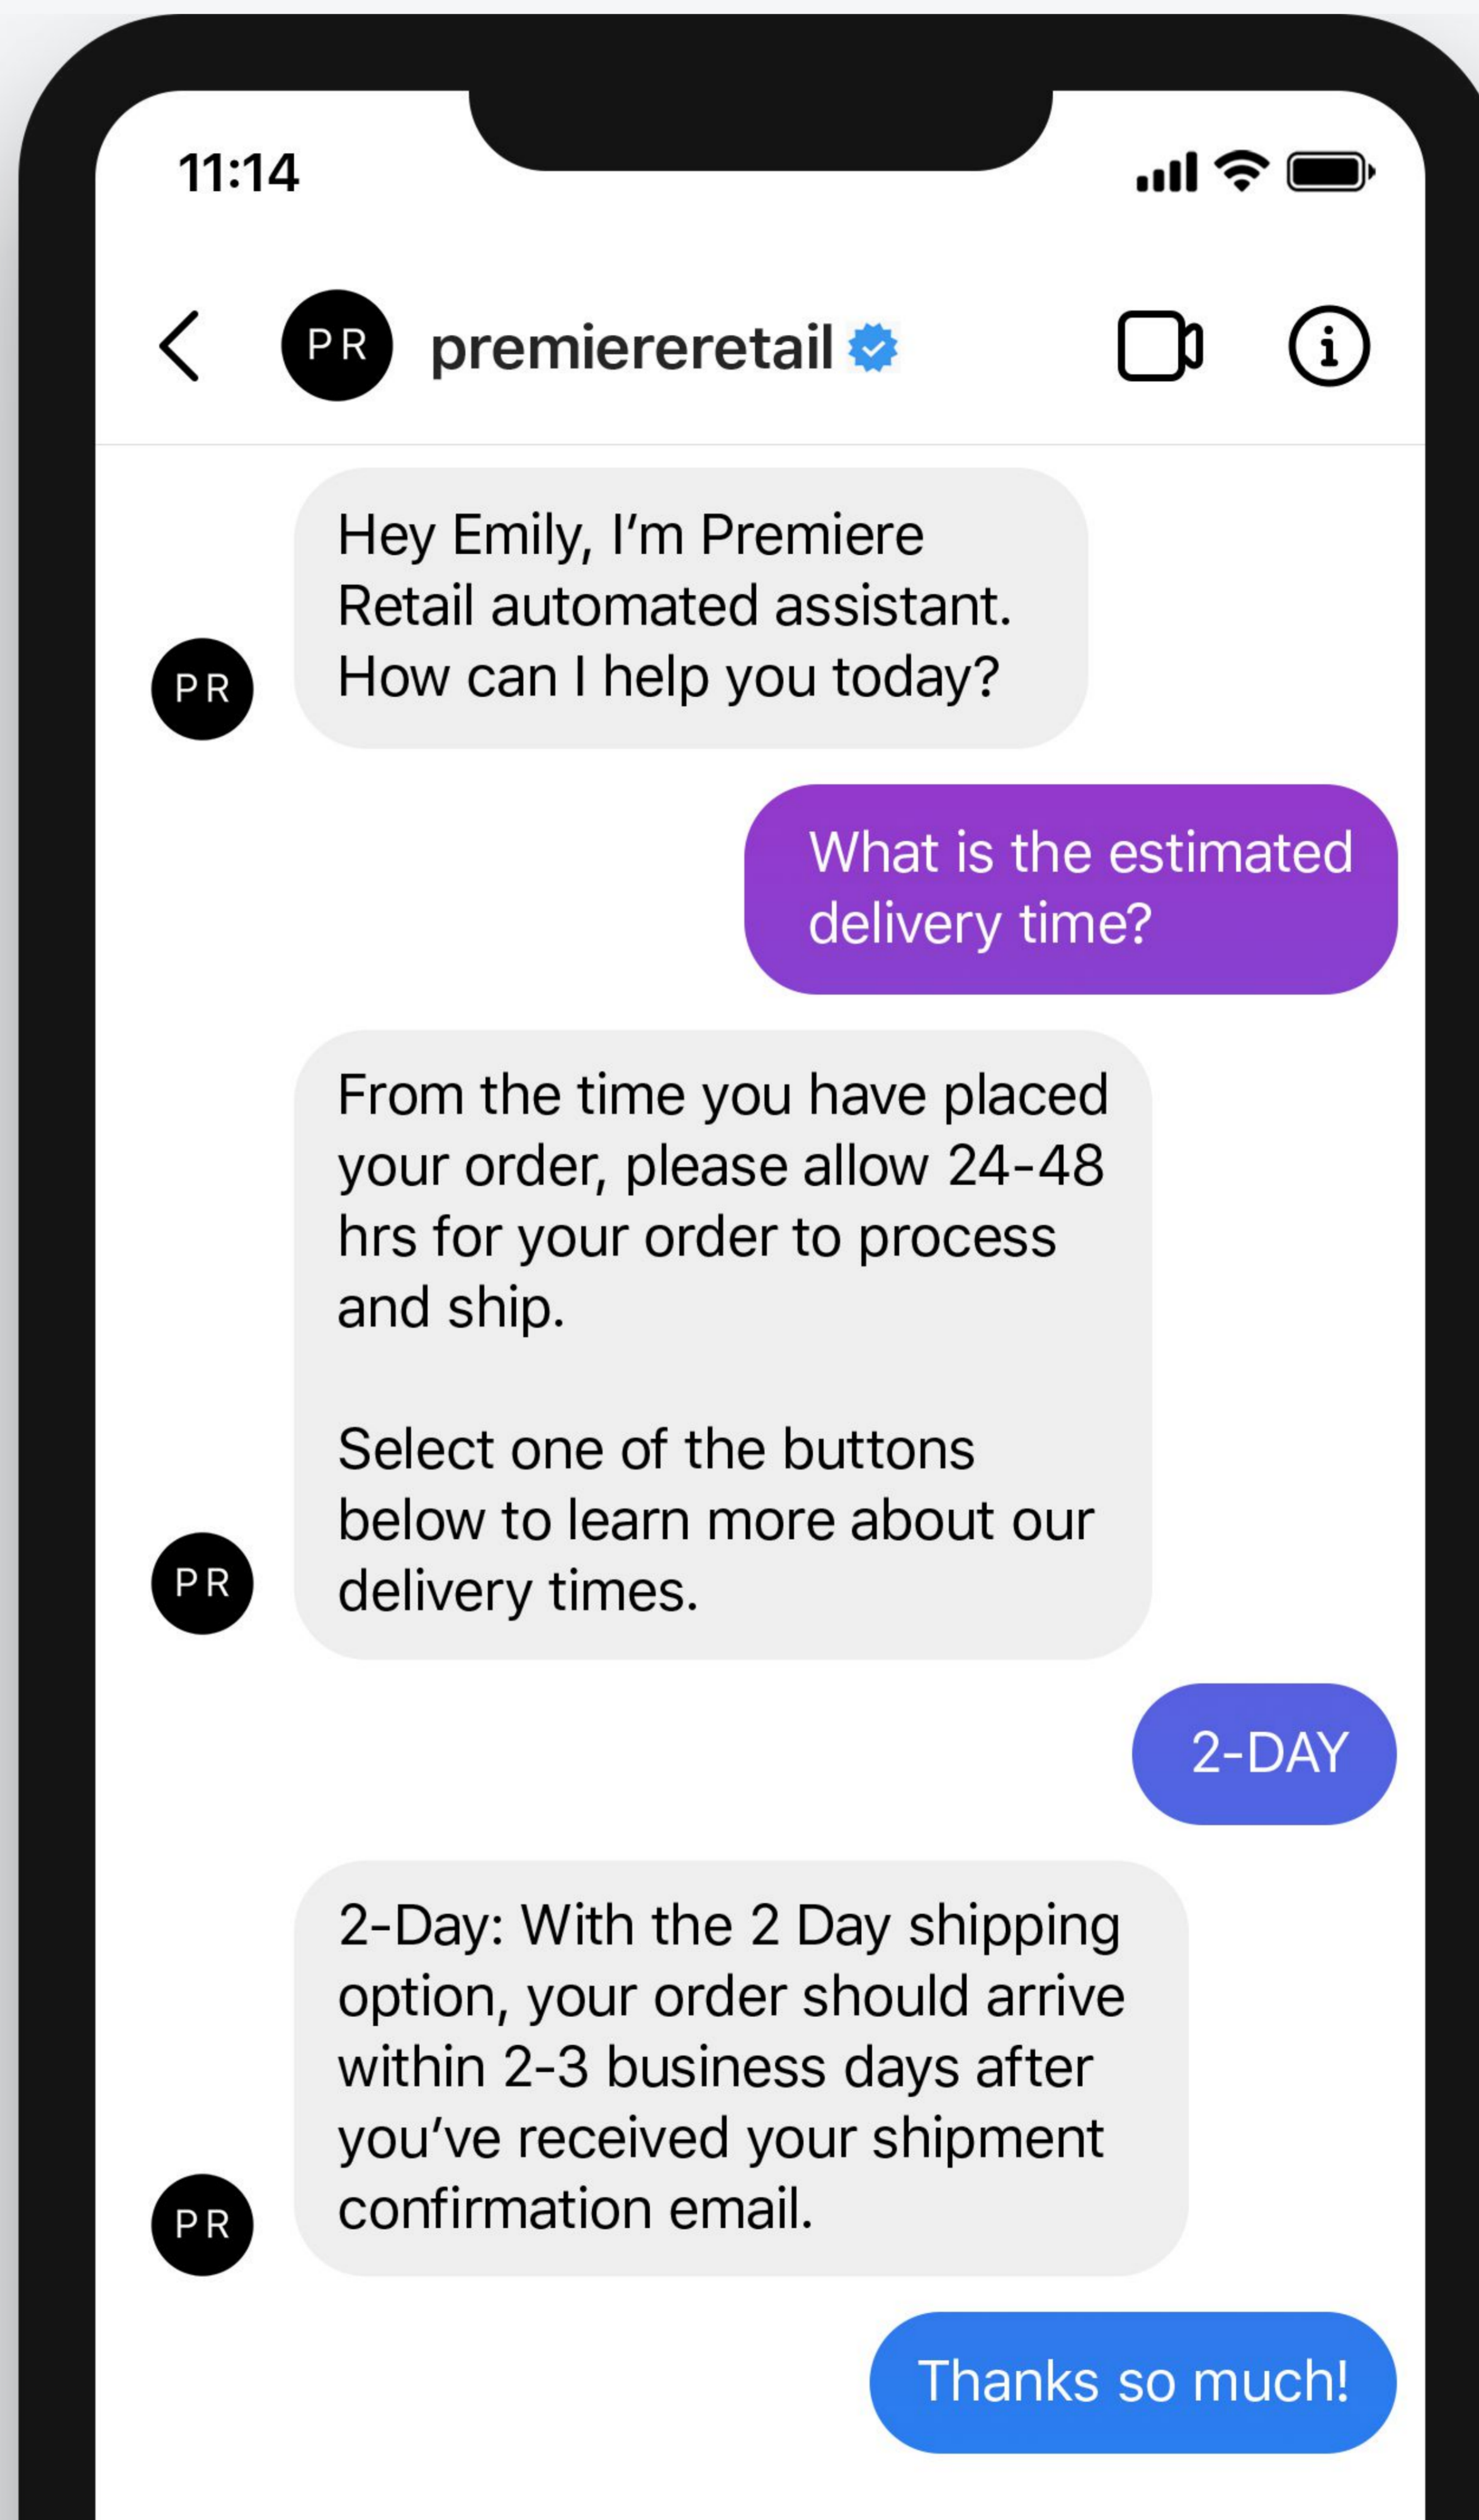 11:14
PR premiereretail
Hey Emily, I’m Premiere
Retail automated assistant.
How can I help you today?
PR
What is the estimated
delivery time?
From the time you have placed
your order, please allow 24-48
hrs for your order to process
and ship.
Select one of the buttons
below to learn more about our
delivery times.
PR
2-DAY
2-Day: With the 2 Day shipping
option, your order should arrive
within 2-3 business days after
you’ve received your shipment
confirmation email.
PR
Thanks so much!